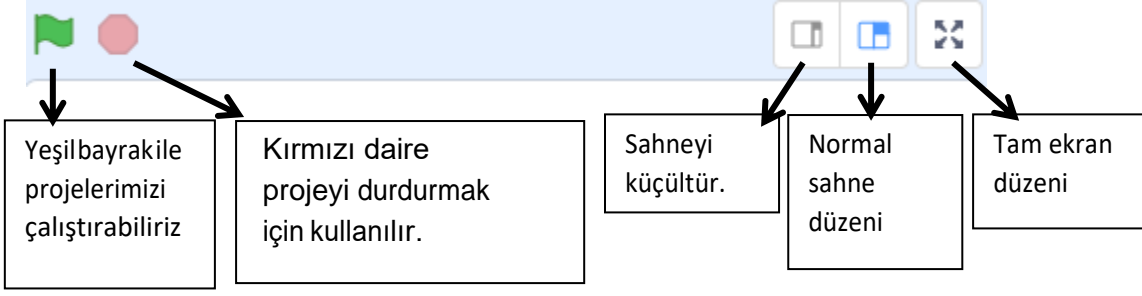 Yeşilbayrakile
projelerimizi
çalıştırabiliriz
Kırmızı daire
projeyi durdurmak
için kullanılır.
Sahneyi
küçültür.
Normal
sahne
düzeni
Tam ekran
düzeni